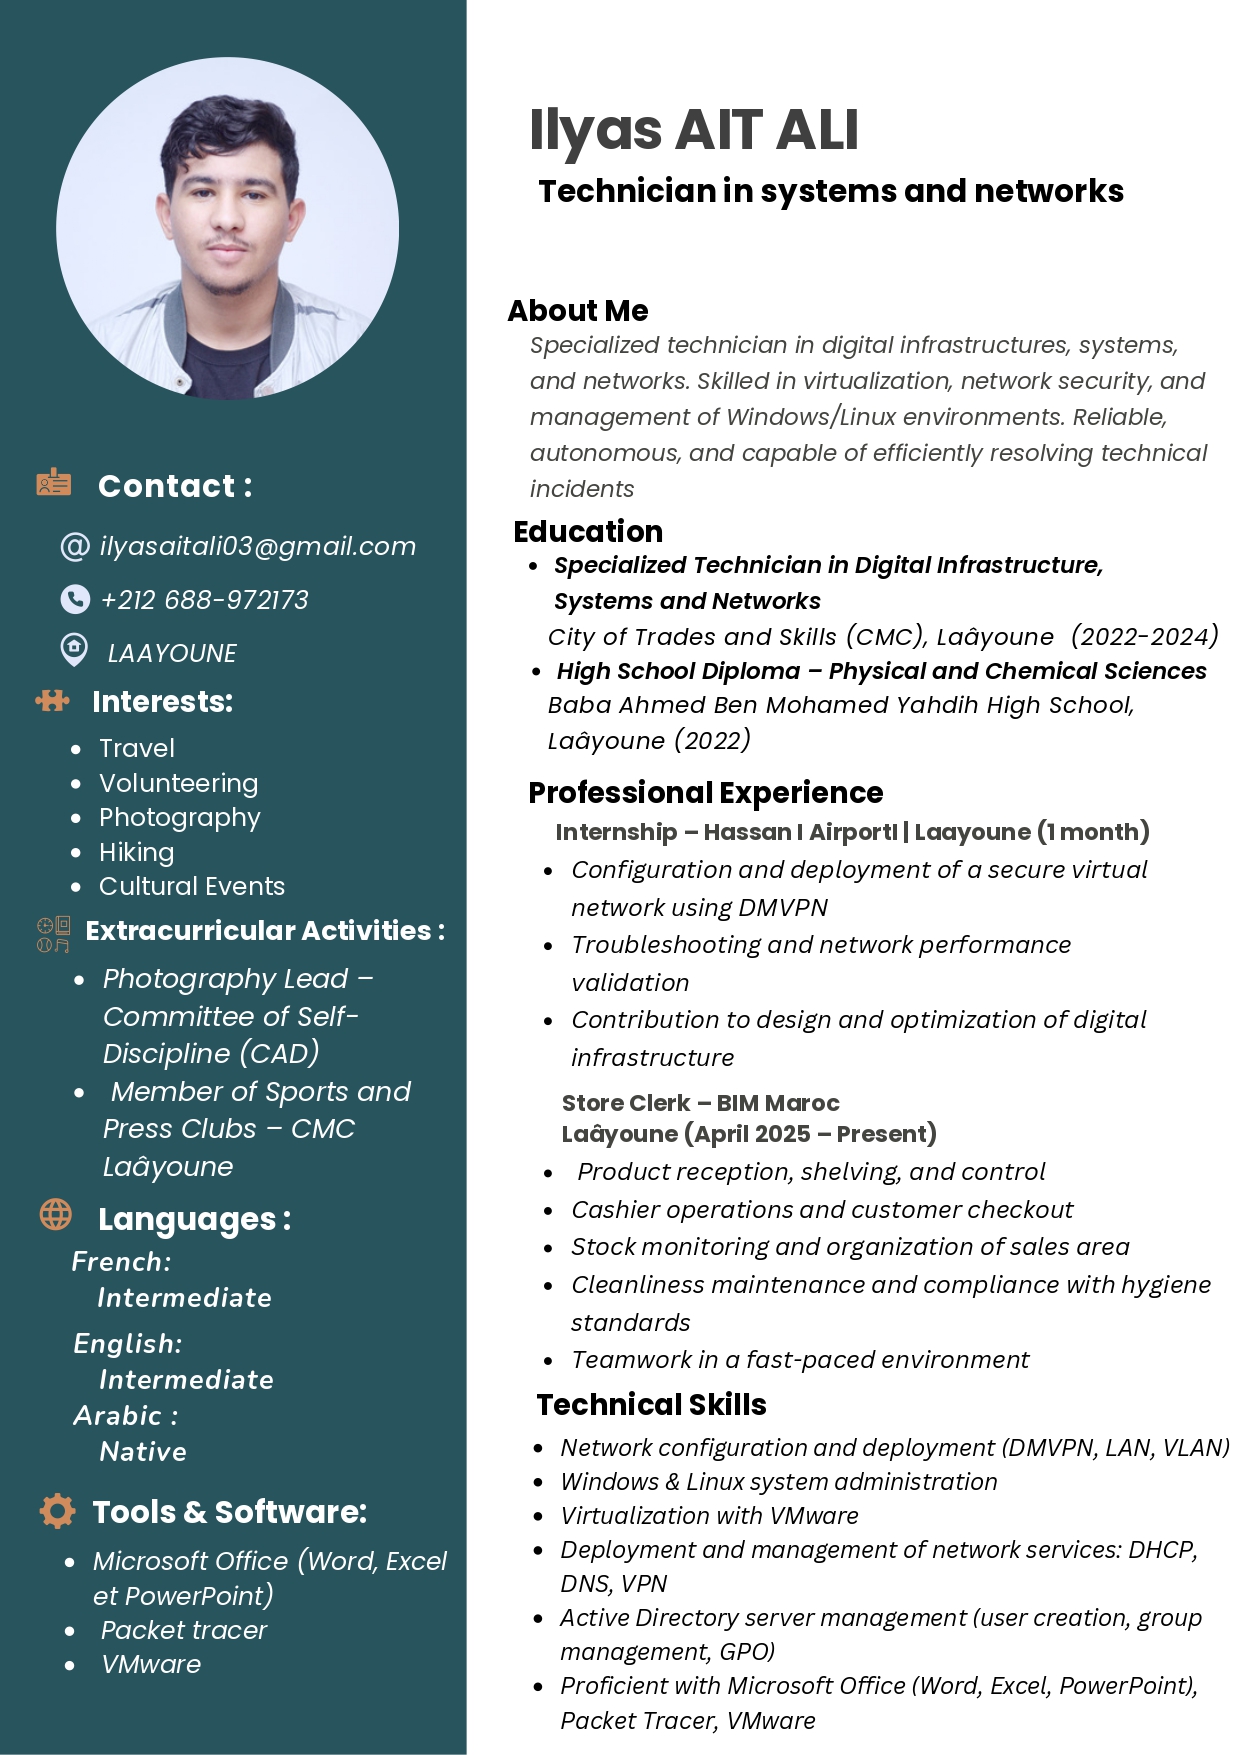 Ilyas AIT ALI
Technician in systems and networks
About Me
Specialized technician in digital infrastructures, systems,
and networks. Skilled in virtualization, network security, and
management of Windows/Linux environments. Reliable,
autonomous, and capable of efficiently resolving technical
incidents
Education
• Specialized Technician in Digital Infrastructure,
Systems and Networks
City of Trades and Skills (CMC), Laâyoune (2022-2024)
• High School Diploma – Physical and Chemical Sciences
Baba Ahmed Ben Mohamed Yahdih High School,
Laâyoune (2022)
Professional Experience
Internship – Hassan I AirportI | Laayoune (1 month)
• Configuration and deployment of a secure virtual
network using DMVPN
• Troubleshooting and network performance
validation
• Contribution to design and optimization of digital
infrastructure
Store Clerk – BIM Maroc
Laâyoune (April 2025 – Present)
• Product reception, shelving, and control
• Cashier operations and customer checkout
• Stock monitoring and organization of sales area
• Cleanliness maintenance and compliance with hygiene
standards
• Teamwork in a fast-paced environment
Technical Skills
• Network configuration and deployment (DMVPN, LAN, VLAN)
• Windows & Linux system administration
• Virtualization with VMware
• Deployment and management of network services: DHCP,
DNS, VPN
• Active Directory server management (user creation, group
management, GPO)
• Proficient with Microsoft Office (Word, Excel, PowerPoint),
Packet Tracer, VMware
Contact :
ilyasaitali03@gmail.com
+212 688-972173
LAAYOUNE
Interests:
• Travel
• Volunteering
• Photography
• Hiking
• Cultural Events
Extracurricular Activities :
• Photography Lead –
Committee of Self-
Discipline (CAD)
• Member of Sports and
Press Clubs – CMC
Laâyoune
Languages :
French:
Intermediate
English:
Intermediate
Arabic :
Native
Tools & Software:
• Microsoft Office (Word, Excel
et PowerPoint)
• Packet tracer
• VMware